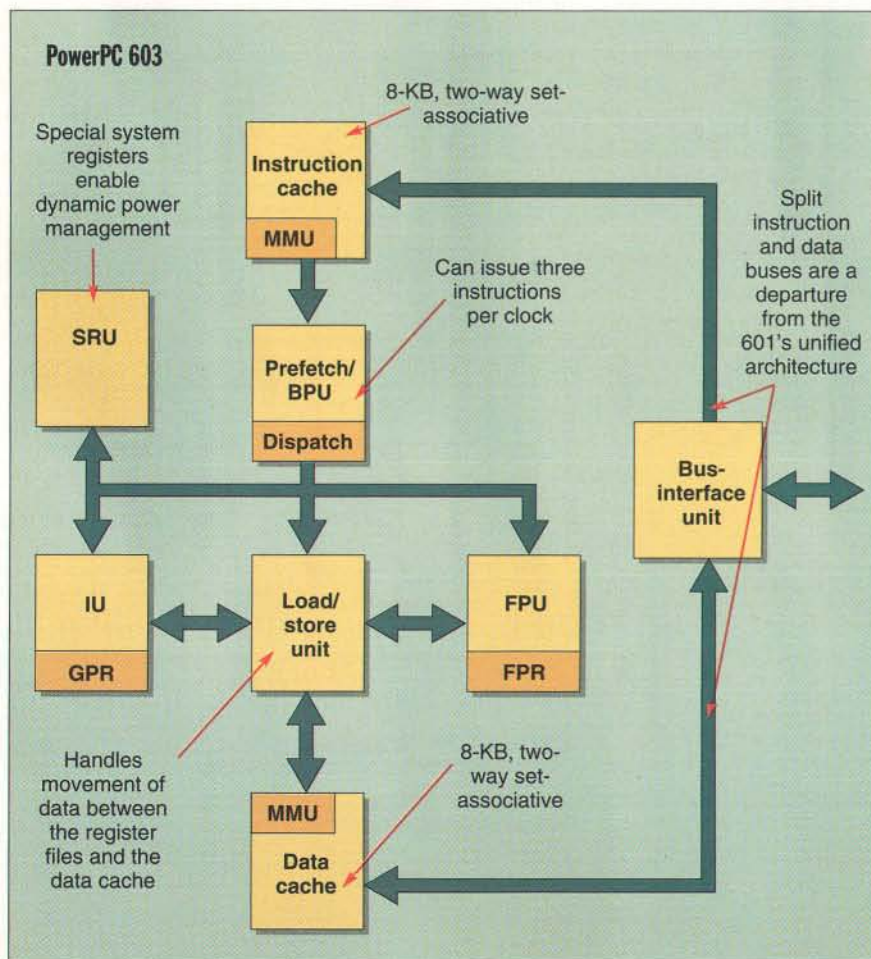 PowerPC 603
8-KB, two-way set-
associative
Special system
registers
enable
dynamic power
management
Instruction
cache
MMU
Split
instruction
and data
buses are a
departure
from the
601's unified
architecture
Can issue three
instructions
per clock
SRU
Prefetch/
BPU
Dispatch
Bus-
interface
unit
IU
GPR
Load/
store
unit
FPU
FPR
Handles
movement of
data between
the register
files and the
data cache
8-KB, two-
way set-
associative
MMU
Data
cache